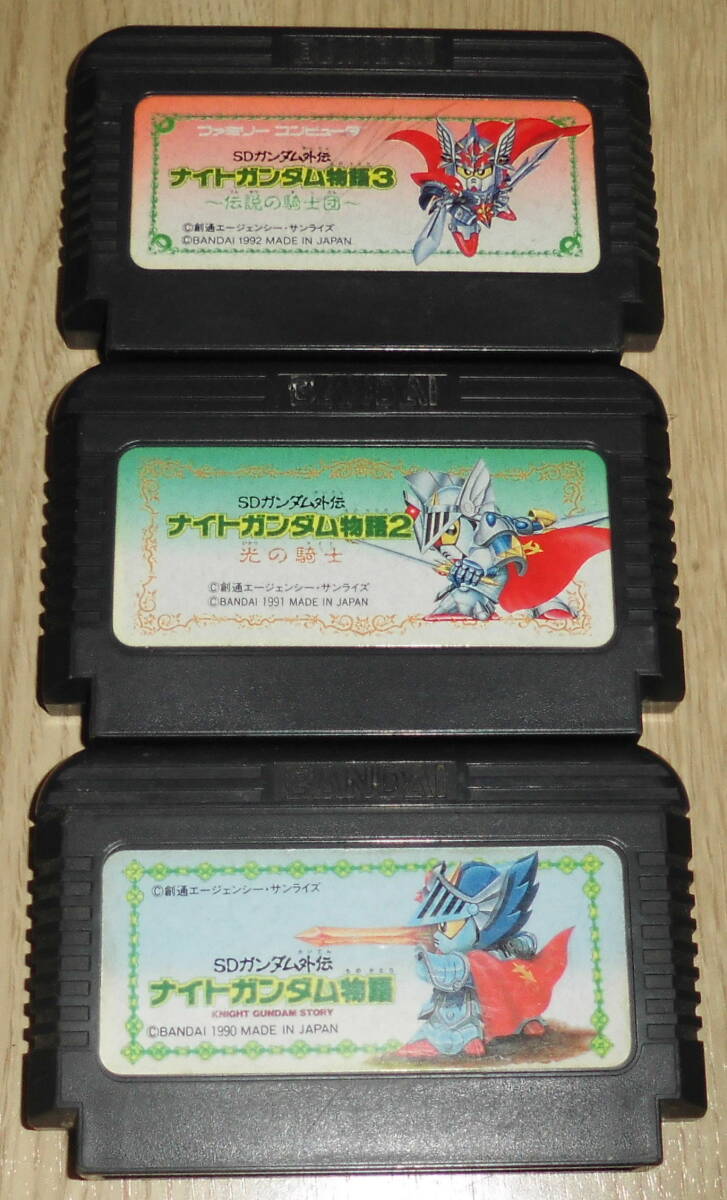 BANDAI
ファミリー コンピュータ
SDガンダム外伝
ナイトガンダム物語3
～伝説の騎士団～
©創通エージェンシー・サンライズ
©BANDAI 1992 MADE IN JAPAN
BANDAI
SDガンダム外伝
ナイトガンダム物語2
光の騎士
©創通エージェンシー・サンライズ
©BANDAI 1991 MADE IN JAPAN
BANDAI
©創通エージェンシー・サンライズ
SDガンダム外伝
ナイトガンダム物語
KNIGHT GUNDAM STORY
©BANDAI 1990 MADE IN JAPAN